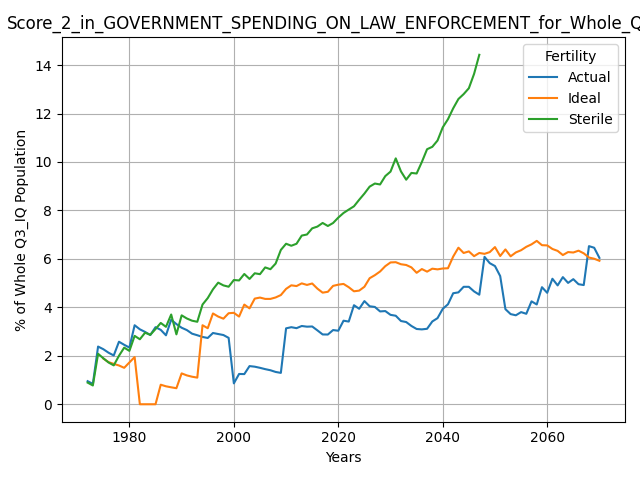 Score_2_in_GOVERNMENT_SPENDING_ON_LAW_ENFORCEMENT_for_Whole_Q
Fertility
Actual
Ideal
Sterile
14
12
10
8
6
4
2
0
% of Whole Q3_IQ Population
1980 2000 2020 2040 2060
Years